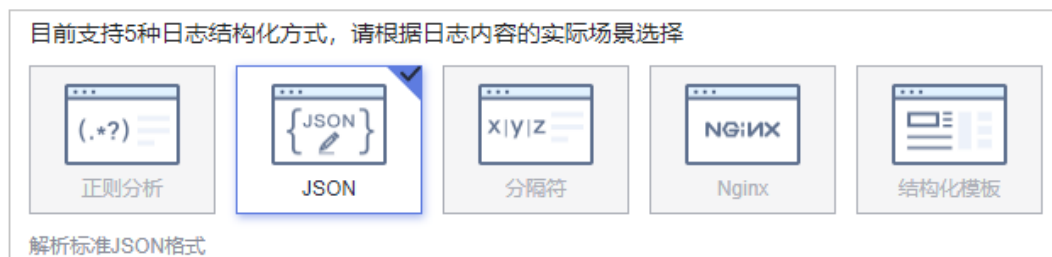 目前支持5种日志结构化方式，请根据日志内容的实际场景选择
(.*?) {JSON} x|y|z NGiNX
正则分析 JSON 分隔符 Nginx 结构化模板
解析标准JSON格式